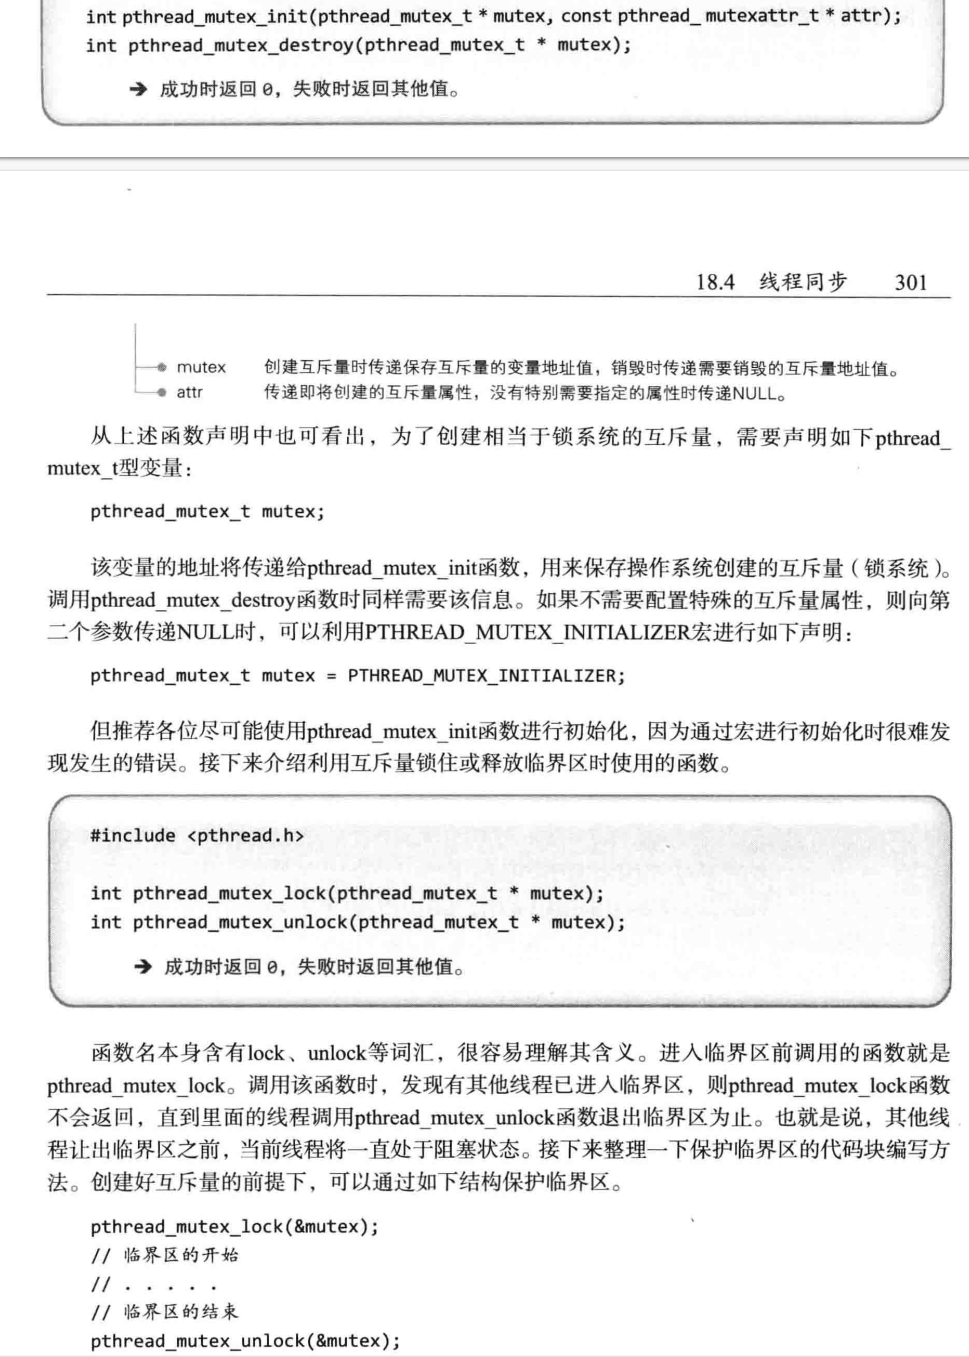 int pthread_mutex_init(pthread_mutex_t * mutex, const pthread_ mutexattr_t * attr);
int pthread_mutex_destroy(pthread_mutex_t * mutex);
➔ 成功时返回 0，失败时返回其他值。
18.4 线程同步 301
mutex 创建互斥量时传递保存互斥量的变量地址值，销毁时传递需要销毁的互斥量地址值。
attr 传递即将创建的互斥量属性，没有特别需要指定的属性时传递NULL。
从上述函数声明中也可看出，为了创建相当于锁系统的互斥量，需要声明如下pthread_
mutex_t型变量：
pthread_mutex_t mutex;
该变量的地址将传递给pthread_mutex_init函数，用来保存操作系统创建的互斥量（锁系统）。
调用pthread_mutex_destroy函数时同样需要该信息。如果不需要配置特殊的互斥量属性，则向第
二个参数传递NULL时，可以利用PTHREAD_MUTEX_INITIALIZER宏进行如下声明：
pthread_mutex_t mutex = PTHREAD_MUTEX_INITIALIZER;
但推荐各位尽可能使用pthread_mutex_init函数进行初始化，因为通过宏进行初始化时很难发
现发生的错误。接下来介绍利用互斥量锁住或释放临界区时使用的函数。
#include <pthread.h>
int pthread_mutex_lock(pthread_mutex_t * mutex);
int pthread_mutex_unlock(pthread_mutex_t * mutex);
➔ 成功时返回 0，失败时返回其他值。
函数名本身含有lock、unlock等词汇，很容易理解其含义。进入临界区前调用的函数就是
pthread_mutex_lock。调用该函数时，发现有其他线程已进入临界区，则pthread_mutex_lock函数
不会返回，直到里面的线程调用pthread_mutex_unlock函数退出临界区为止。也就是说，其他线
程让出临界区之前，当前线程将一直处于阻塞状态。接下来整理一下保护临界区的代码块编写方
法。创建好互斥量的前提下，可以通过如下结构保护临界区。
pthread_mutex_lock(&mutex);
// 临界区的开始
// . . . . .
// 临界区的结束
pthread_mutex_unlock(&mutex);